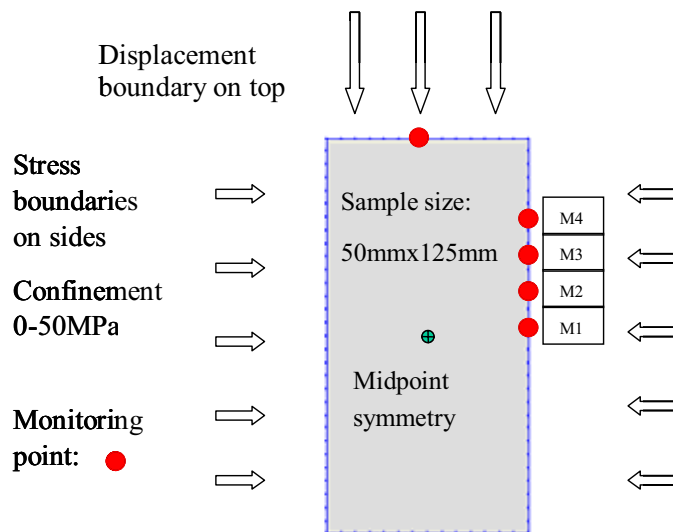 Displacement
boundary on top
Stress
boundaries
on sides
Confinement
0-50MPa
Monitoring
point:
Sample size:
50mmx125mm
Midpoint
symmetry
M4
M3
M2
M1